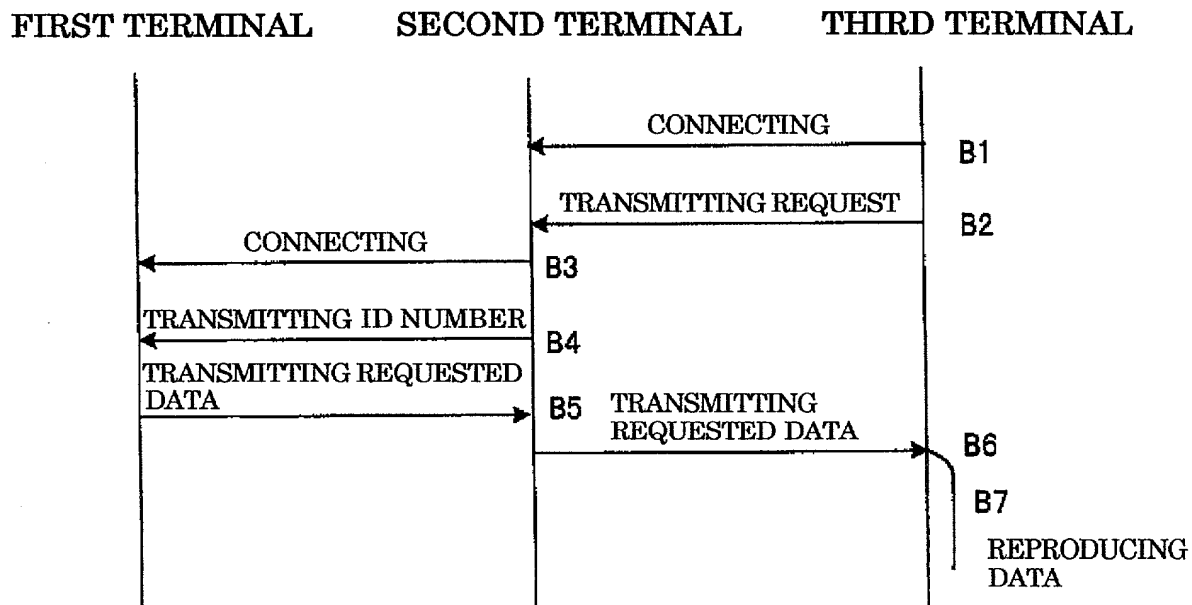 FIRST TERMINAL SECOND TERMINAL THIRD TERMINAL
CONNECTING
B1
TRANSMITTING REQUEST
B2
CONNECTING
B3
TRANSMITTING ID NUMBER
B4
TRANSMITTING REQUESTED
DATA
B5
TRANSMITTING
REQUESTED DATA
B6
B7
REPRODUCING
DATA